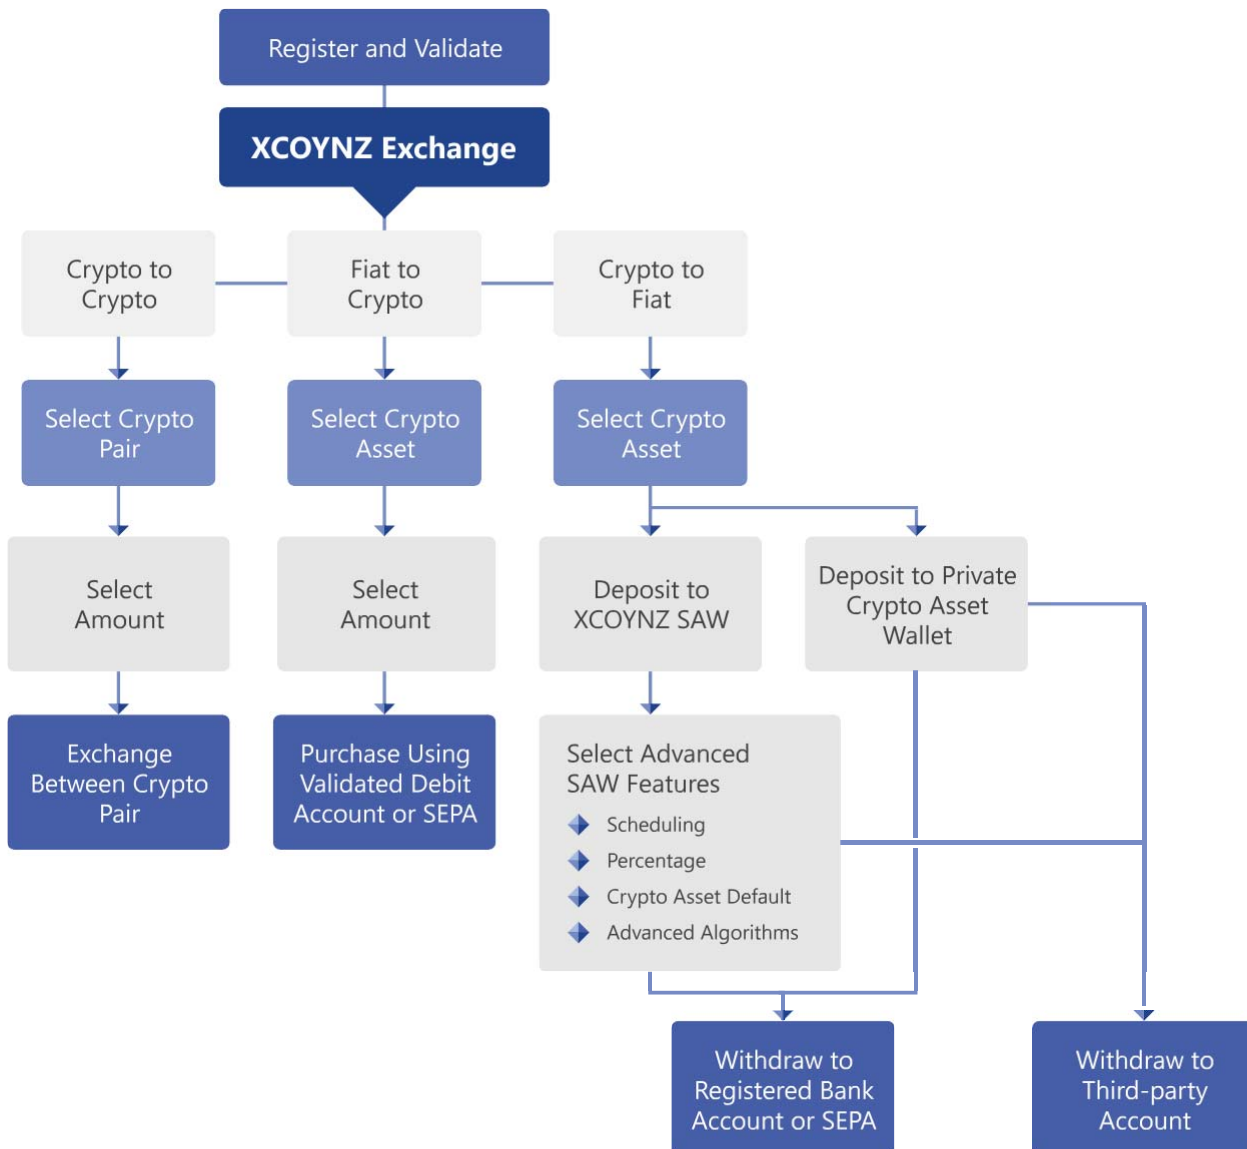 Register and Validate
XCOYNZ Exchange
Crypto to
Crypto
Fiat to
Crypto
Crypto to
Fiat
Select Crypto
Pair
Select Crypto
Asset
Select Crypto
Asset
Select
Amount
Select
Amount
Deposit to
XCOYNZ SAW
Deposit to Private
Crypto Asset
Wallet
Exchange
Between Crypto
Pair
Purchase Using
Validated Debit
Account or SEPA
Select Advanced
SAW Features
Scheduling
Percentage
Crypto Asset Default
Advanced Algorithms
Withdraw to
Registered Bank
Account or SEPA
Withdraw to
Third-party
Account